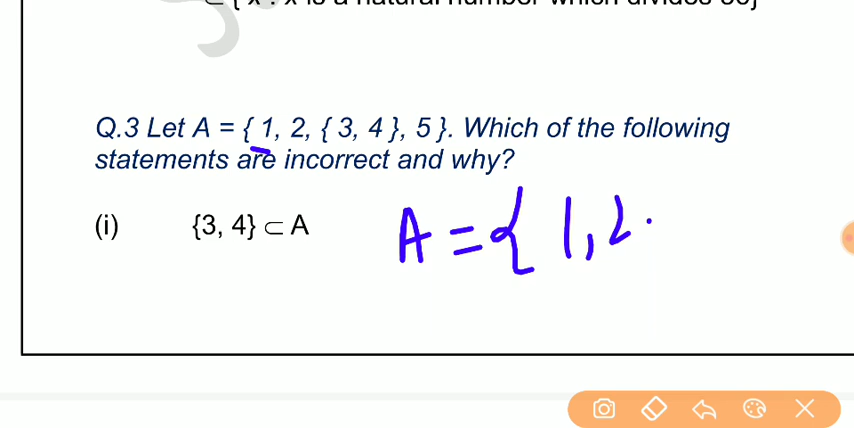 Q.3 Let A = { 1, 2, { 3, 4 }, 5 }. Which of the following
statements are incorrect and why?
(i) {3, 4} ⊂ A
A = { 1, 2